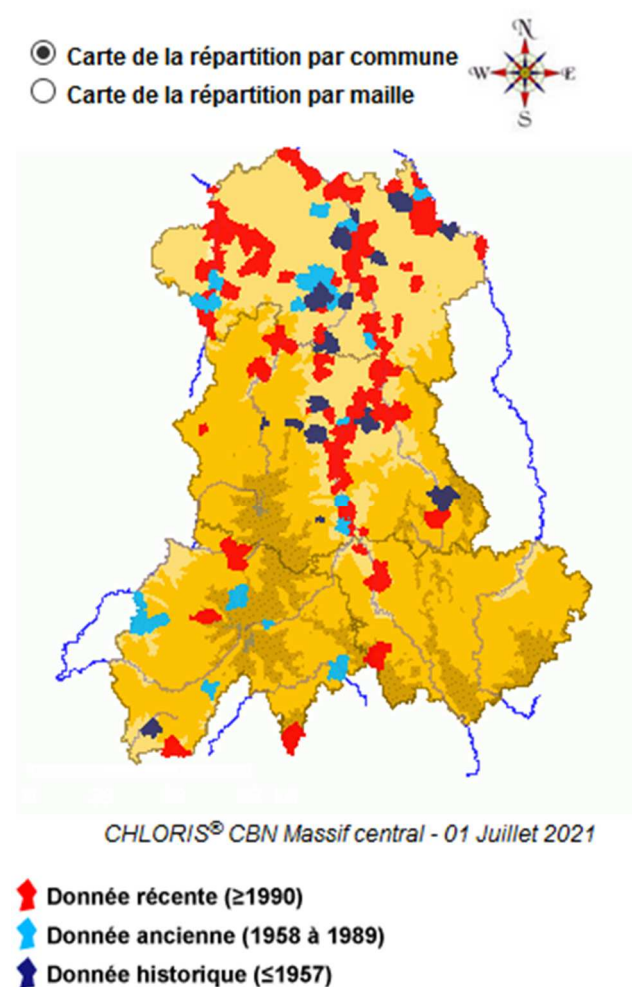 Carte de la répartition par commune
Carte de la répartition par maille
N
W E
S
CHLORIS® CBN Massif central - 01 Juillet 2021
Donnée récente (≥1990)
Donnée ancienne (1958 à 1989)
Donnée historique (≤1957)